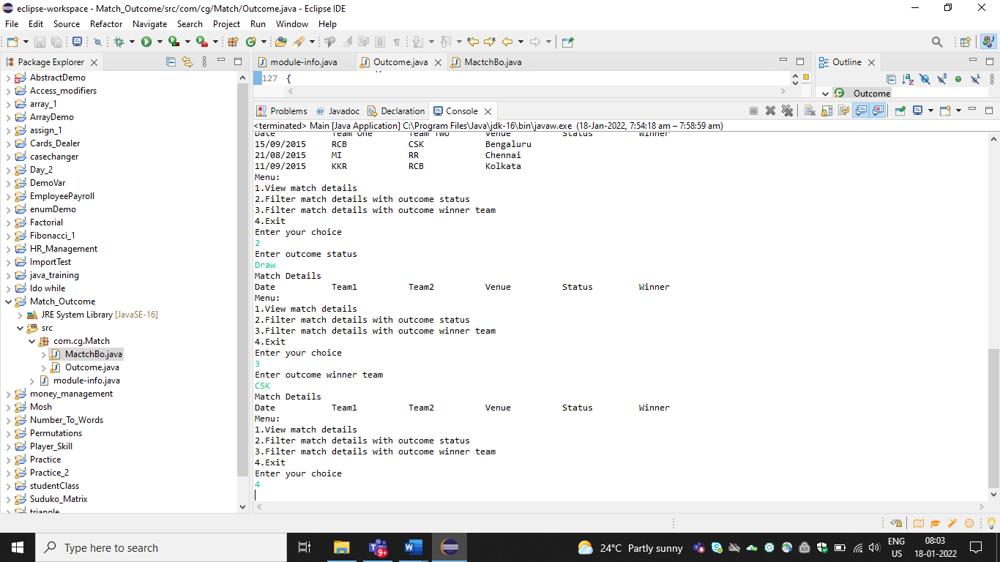 eclipse-workspace - Match_Outcome/src/com/cg/Match/Outcome.java - Eclipse IDE
File Edit Source Refactor Navigate Search Project Run Window Help
Package Explorer
AbstractDemo
Access_modifiers
array_1
ArrayDemo
assign_1
Cards_Dealer
casechanger
Day_2
DemoVar
EmployeePayroll
enumDemo
Factorial
Fibonacci_1
HR_Management
ImportTest
java_training
ldo while
Match_Outcome
JRE System Library [JavaSE-16]
src
com.cg.Match
MactchBo.java
Outcome.java
module-info.java
money_management
Mosh
Number_To_Words
Permutations
Player_Skill
Practice
Practice_2
studentClass
Suduko_Matrix
triangle
module-info.java Outcome.java MactchBo.java
127 {
Outline
Outcome
Problems Javadoc Declaration Console
<terminated> Main [Java Application] C:\Program Files\Java\jdk-16\bin\javaw.exe (18-Jan-2022, 7:54:18 am – 7:58:59 am)
Date Team One Team Two Venue Status Winner
15/09/2015 RCB CSK Bengaluru
21/08/2015 MI RR Chennai
11/09/2015 KKR RCB Kolkata
Menu:
1.View match details
2.Filter match details with outcome status
3.Filter match details with outcome winner team
4.Exit
Enter your choice
2
Enter outcome status
Draw
Match Details
Date Team1 Team2 Venue Status Winner
Menu:
1.View match details
2.Filter match details with outcome status
3.Filter match details with outcome winner team
4.Exit
Enter your choice
3
Enter outcome winner team
CSK
Match Details
Date Team1 Team2 Venue Status Winner
Menu:
1.View match details
2.Filter match details with outcome status
3.Filter match details with outcome winner team
4.Exit
Enter your choice
4
Type here to search
9+
24°C Partly sunny
ENG
US
08:03
18-01-2022